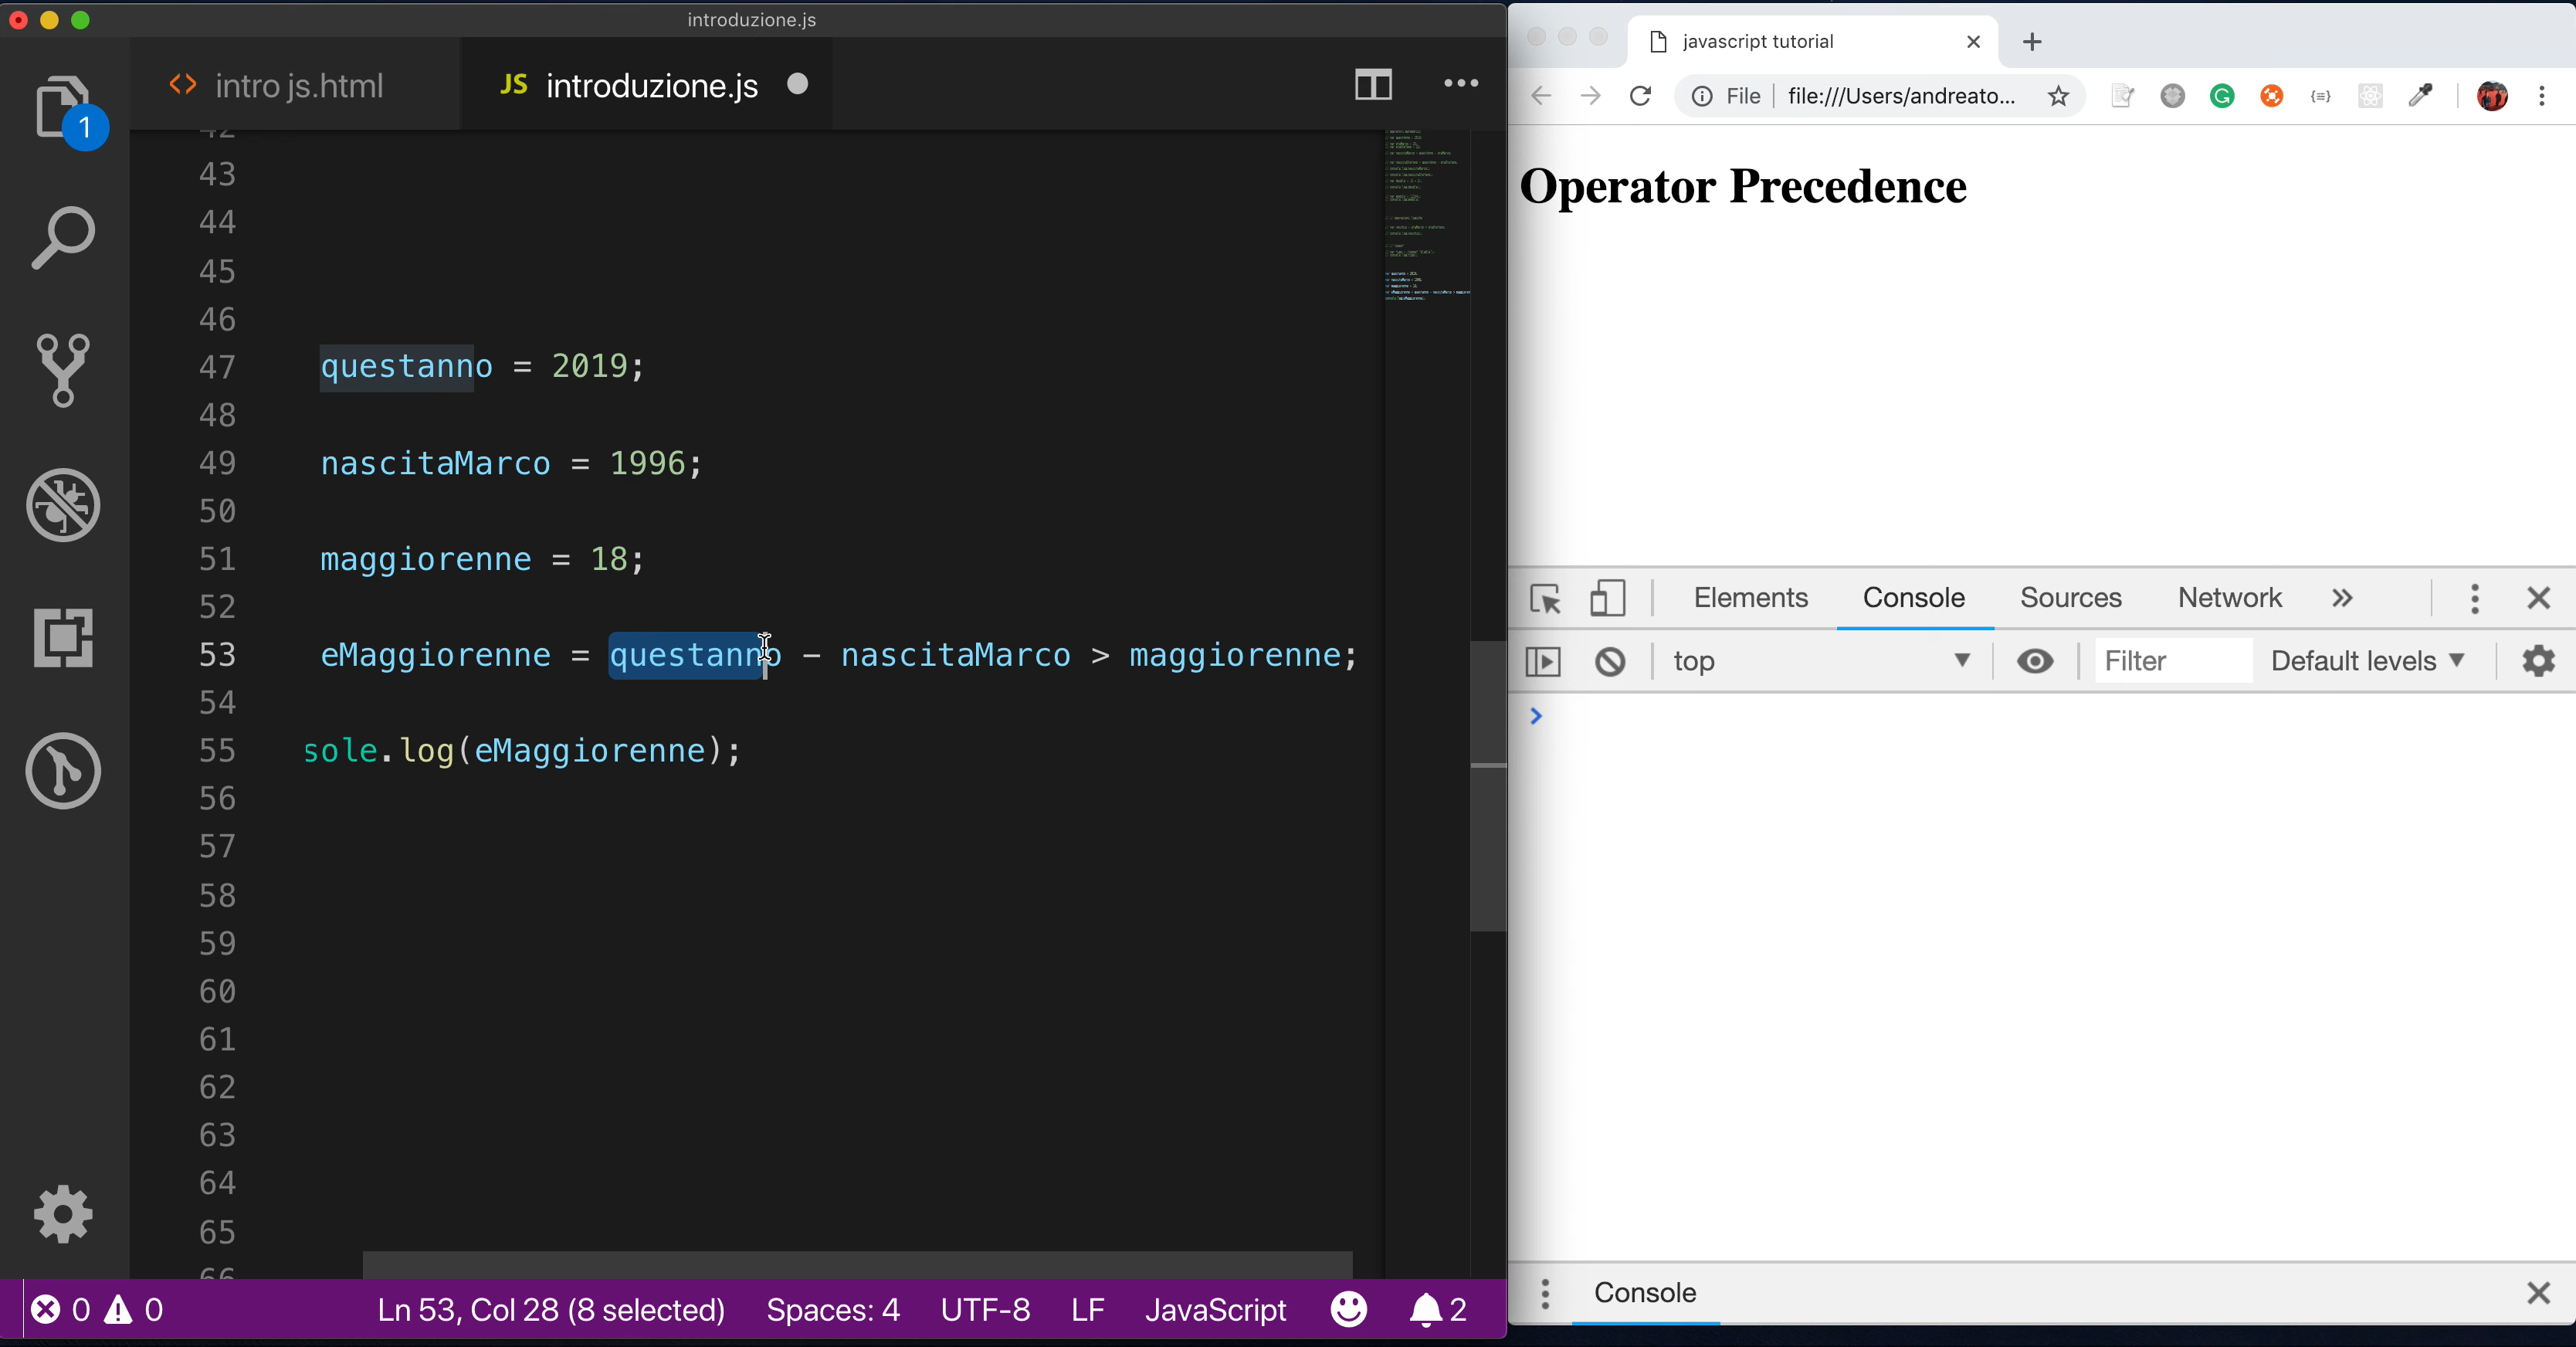 introduzione.js
intro js.html
JS introduzione.js
1
43
44
45
46
47 questanno = 2019;
48
49 nascitaMarco = 1996;
50
51 maggiorenne = 18;
52
53 eMaggiorenne = questanno - nascitaMarco > maggiorenne;
54
55 sole.log(eMaggiorenne);
56
57
58
59
60
61
62
63
64
65
0 0 Ln 53, Col 28 (8 selected) Spaces: 4 UTF-8 LF JavaScript 2
javascript tutorial
File file:///Users/andreato...
Operator Precedence
Elements Console Sources Network
top Filter Default levels
Console